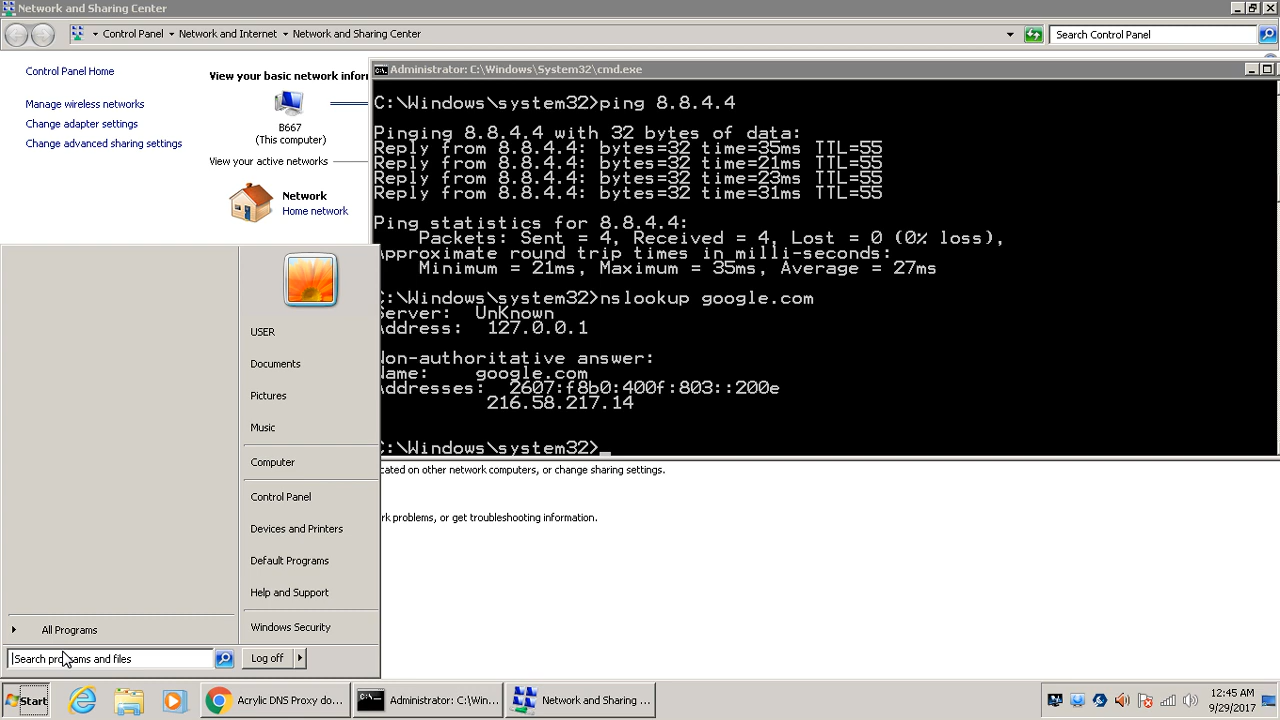 Network and Sharing Center
Control Panel
Network and Internet
Network and Sharing Center
Search Control Panel
Control Panel Home
Manage wireless networks
Change adapter settings
Change advanced sharing settings
View your basic network infor
B667
(This computer)
View your active networks
Network
Home network
Administrator: C:\Windows\System32\cmd.exe
C:\Windows\system32>ping 8.8.4.4
Pinging 8.8.4.4 with 32 bytes of data:
Reply from 8.8.4.4: bytes=32 time=35ms TTL=55
Reply from 8.8.4.4: bytes=32 time=21ms TTL=55
Reply from 8.8.4.4: bytes=32 time=23ms TTL=55
Reply from 8.8.4.4: bytes=32 time=31ms TTL=55
Ping statistics for 8.8.4.4:
Packets: Sent = 4, Received = 4, Lost = 0 (0% loss),
Approximate round trip times in milli-seconds:
Minimum = 21ms, Maximum = 35ms, Average = 27ms
C:\Windows\system32>nslookup google.com
Server:  UnKnown
Address:  127.0.0.1
Non-authoritative answer:
Name:    google.com
Addresses:  2607:f8b0:400f:803::200e
216.58.217.14
C:\Windows\system32>_
cated on other network computers, or change sharing settings.
rk problems, or get troubleshooting information.
USER
Documents
Pictures
Music
Computer
Control Panel
Devices and Printers
Default Programs
Help and Support
Windows Security
All Programs
Search programs and files
Log off
Start
Acrylic DNS Proxy do...
Administrator: C:\Win...
Network and Sharing ...
12:45 AM
9/29/2017